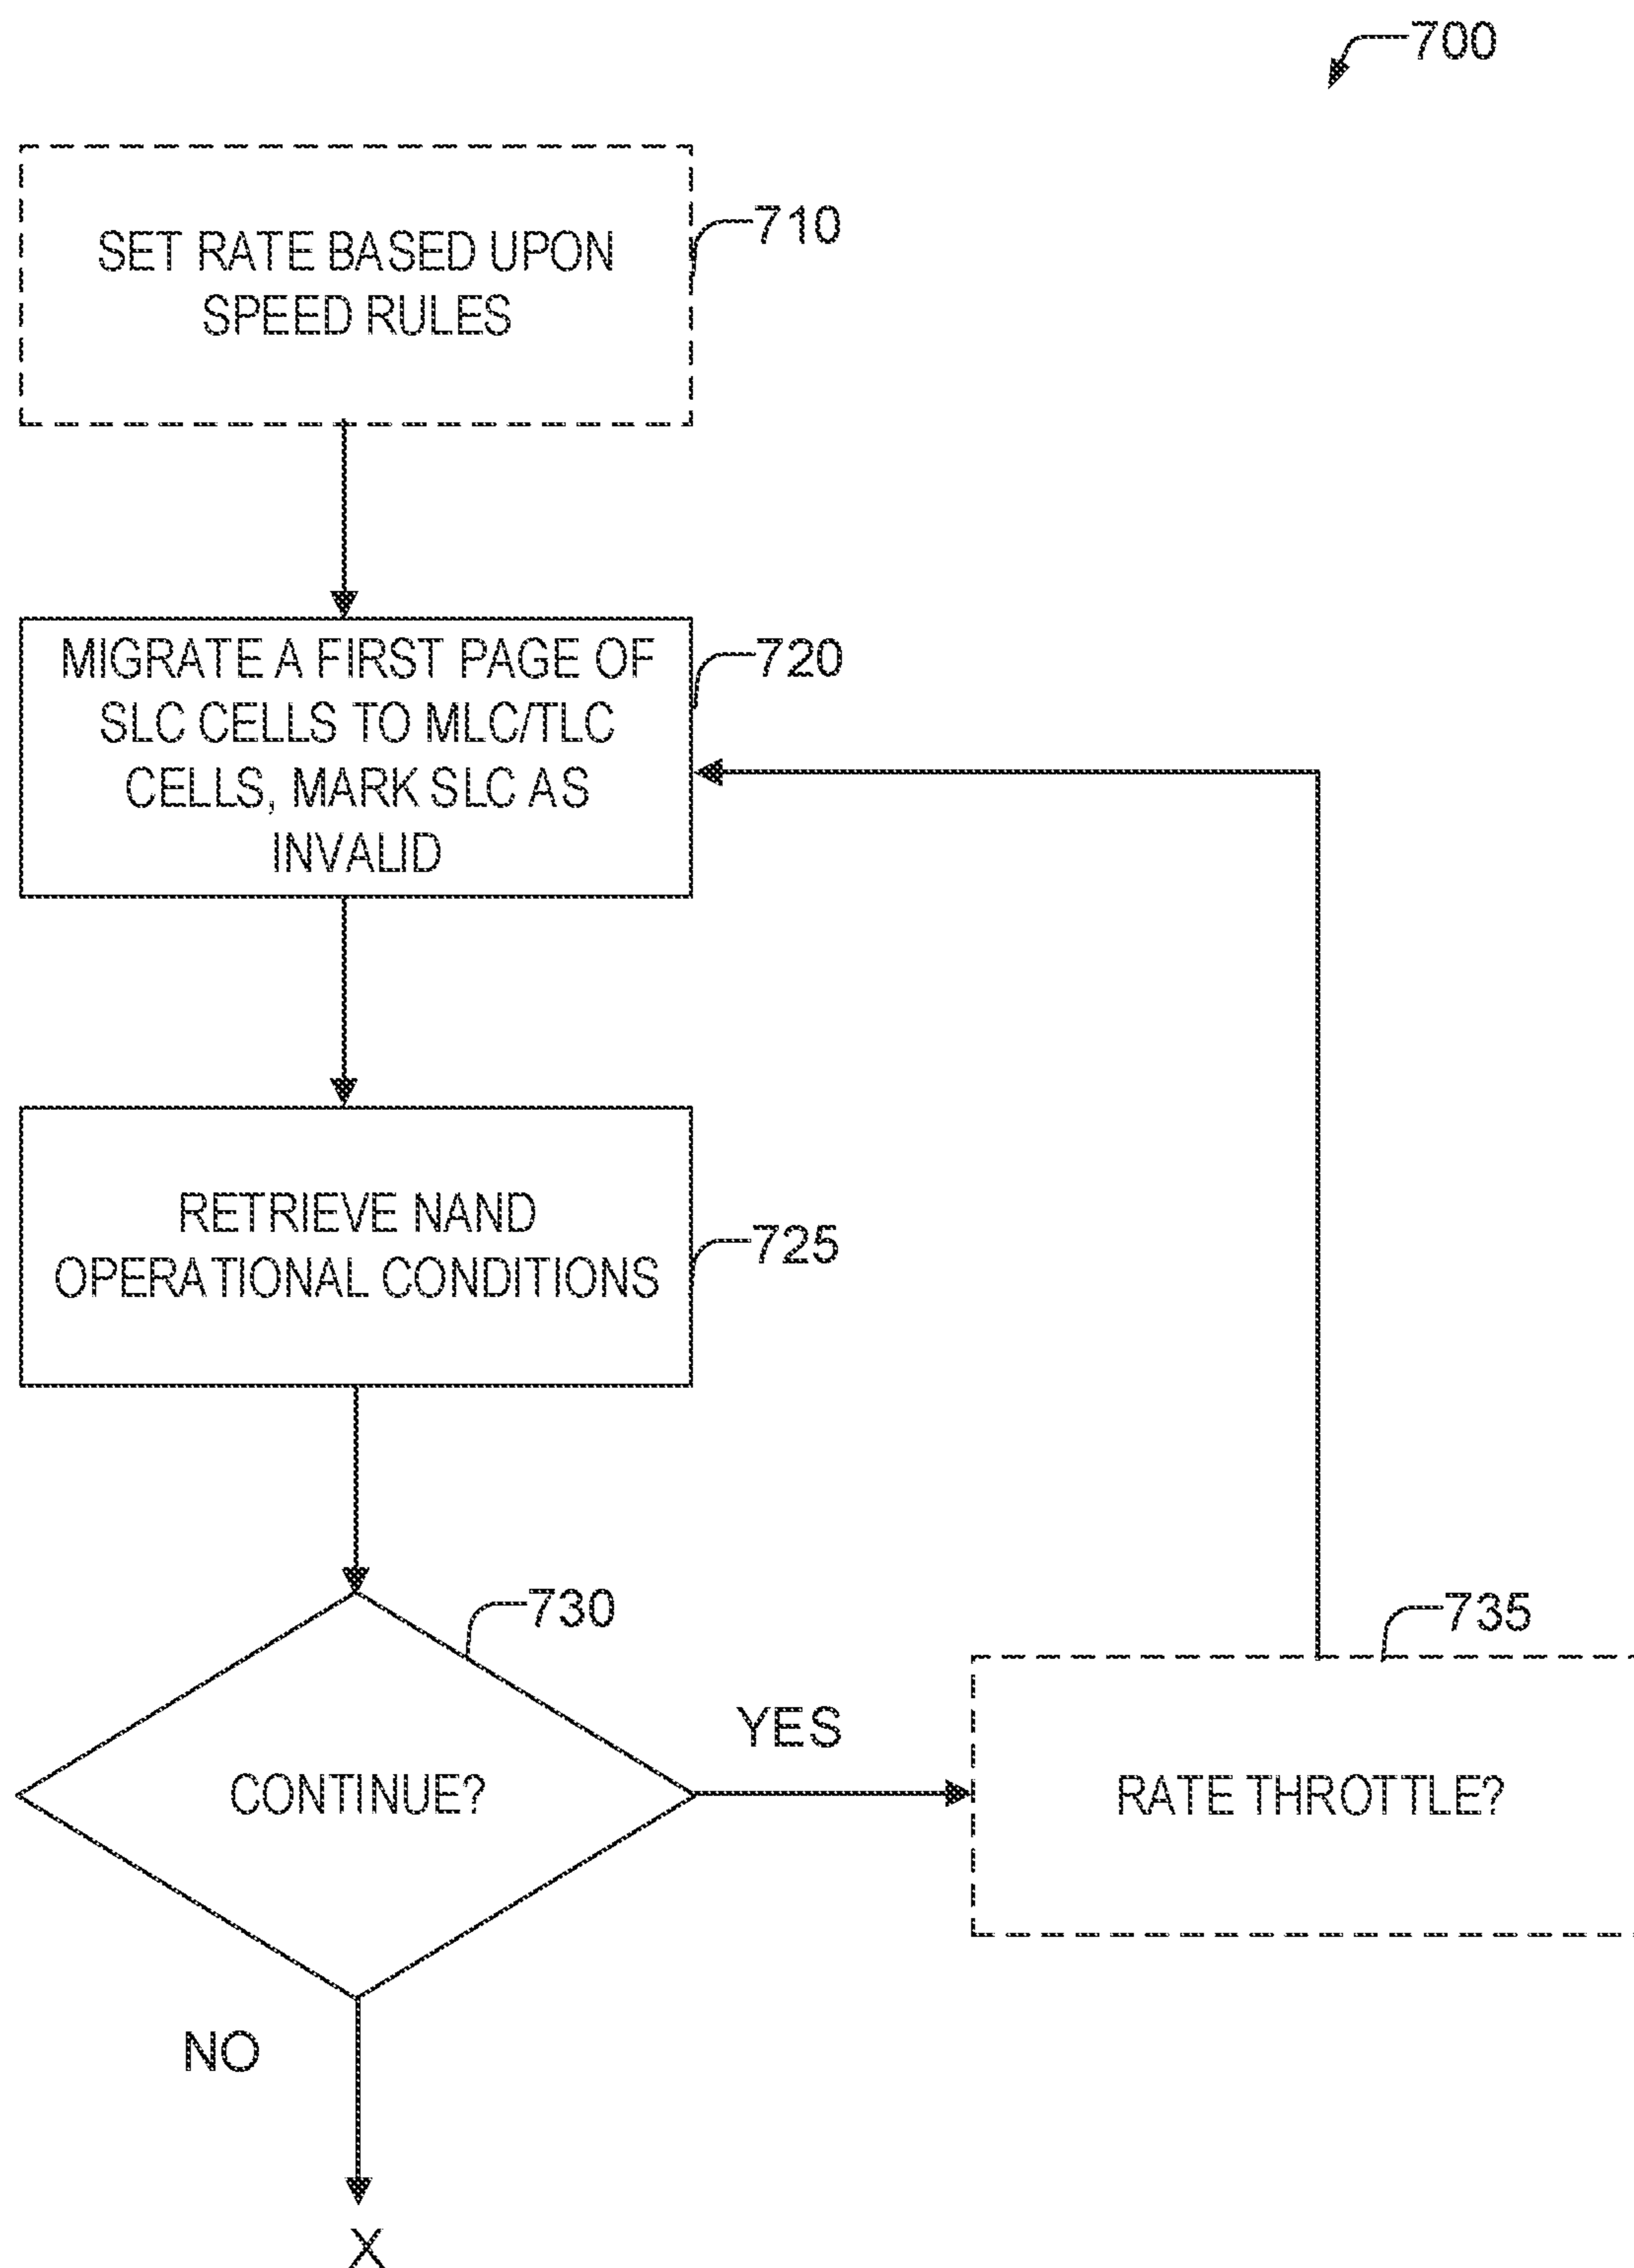 700
SET RATE BASED UPON
SPEED RULES
710
MIGRATE A FIRST PAGE OF
SLC CELLS TO MLC/TLC
CELLS, MARK SLC AS
INVALID
720
RETRIEVE NAND
OPERATIONAL CONDITIONS
725
730
CONTINUE?
YES
735
RATE THROTTLE?
NO
X